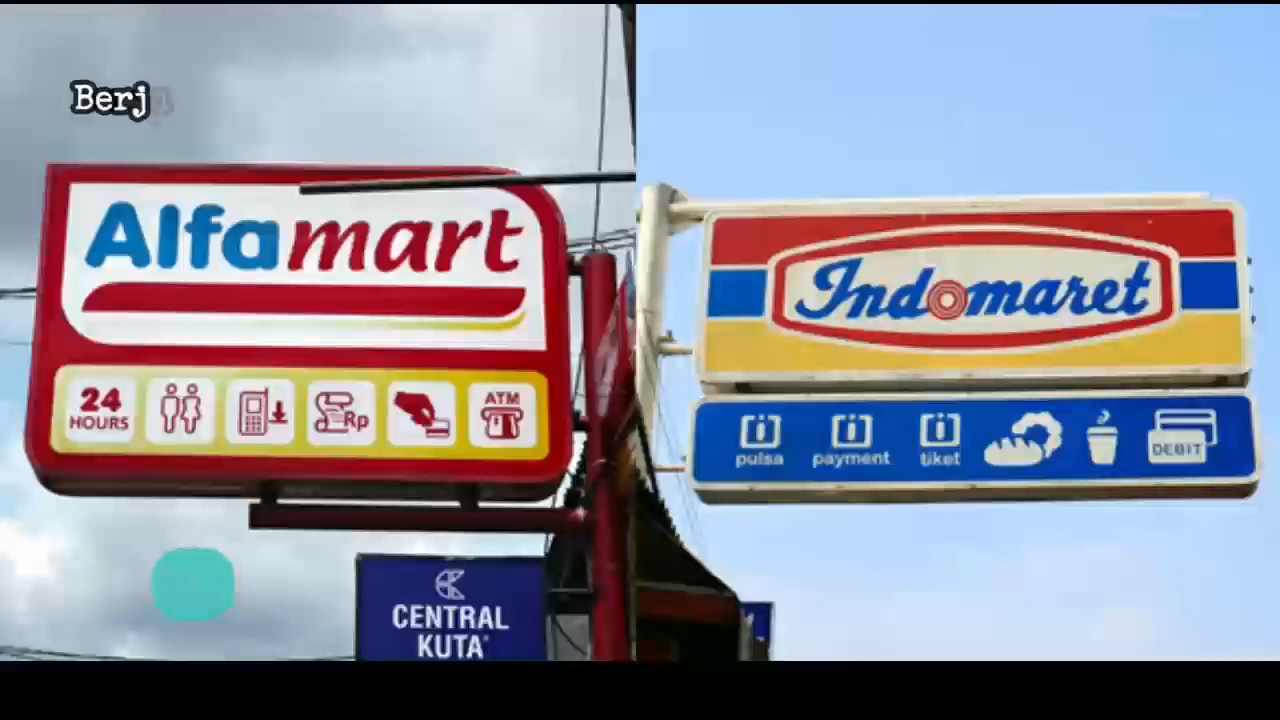 Berj
Alfamart
24
HOURS
Rp
ATM
CENTRAL
KUTA
Indomaret
pulsa
payment
tiket
DEBIT